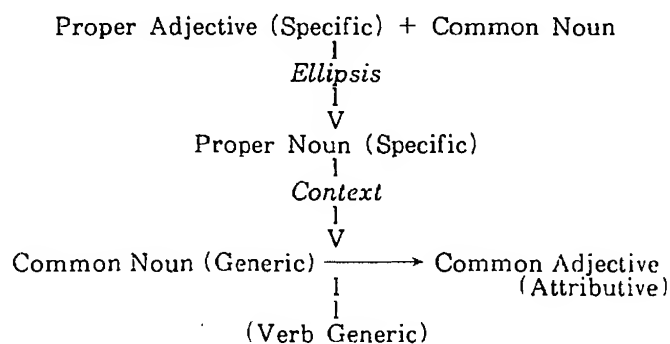 Proper Adjective (Specific) + Common Noun
Ellipsis
V
Proper Noun (Specific)
Context
V
Common Noun (Generic) Common Adjective
(Attributive)
(Verb Generic)